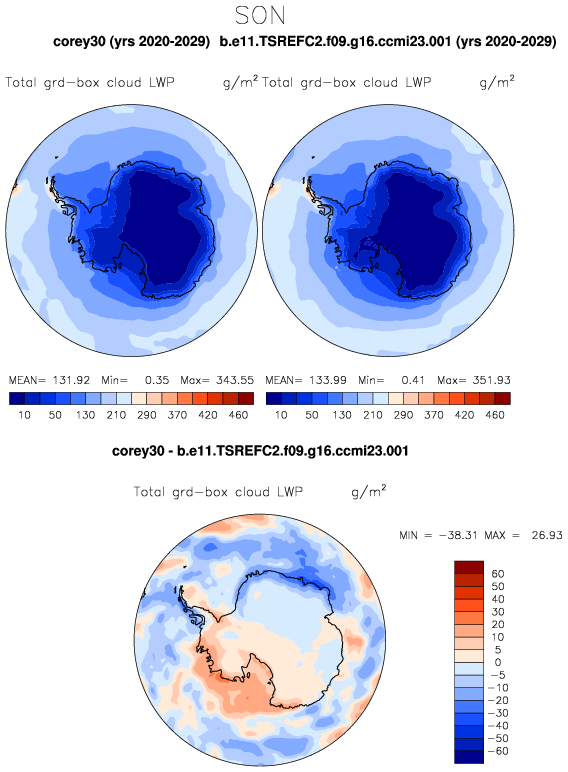 SON
corey30 (yrs 2020-2029) b.e11.TSREFC2.f09.g16.ccmi23.001 (yrs 2020-2029)
Total grd-box cloud LWP g/m² Total grd-box cloud LWP g/m²
MEAN= 131.92 Min= 0.35 Max= 343.55 MEAN= 133.99 Min= 0.41 Max= 351.93
10 50 130 210 290 370 420 460 10 50 130 210 290 370 420 460
corey30 - b.e11.TSREFC2.f09.g16.ccmi23.001
Total grd-box cloud LWP g/m²
MIN = -38.31 MAX = 26.93
60
50
40
30
20
10
5
0
-5
-10
-20
-30
-40
-50
-60